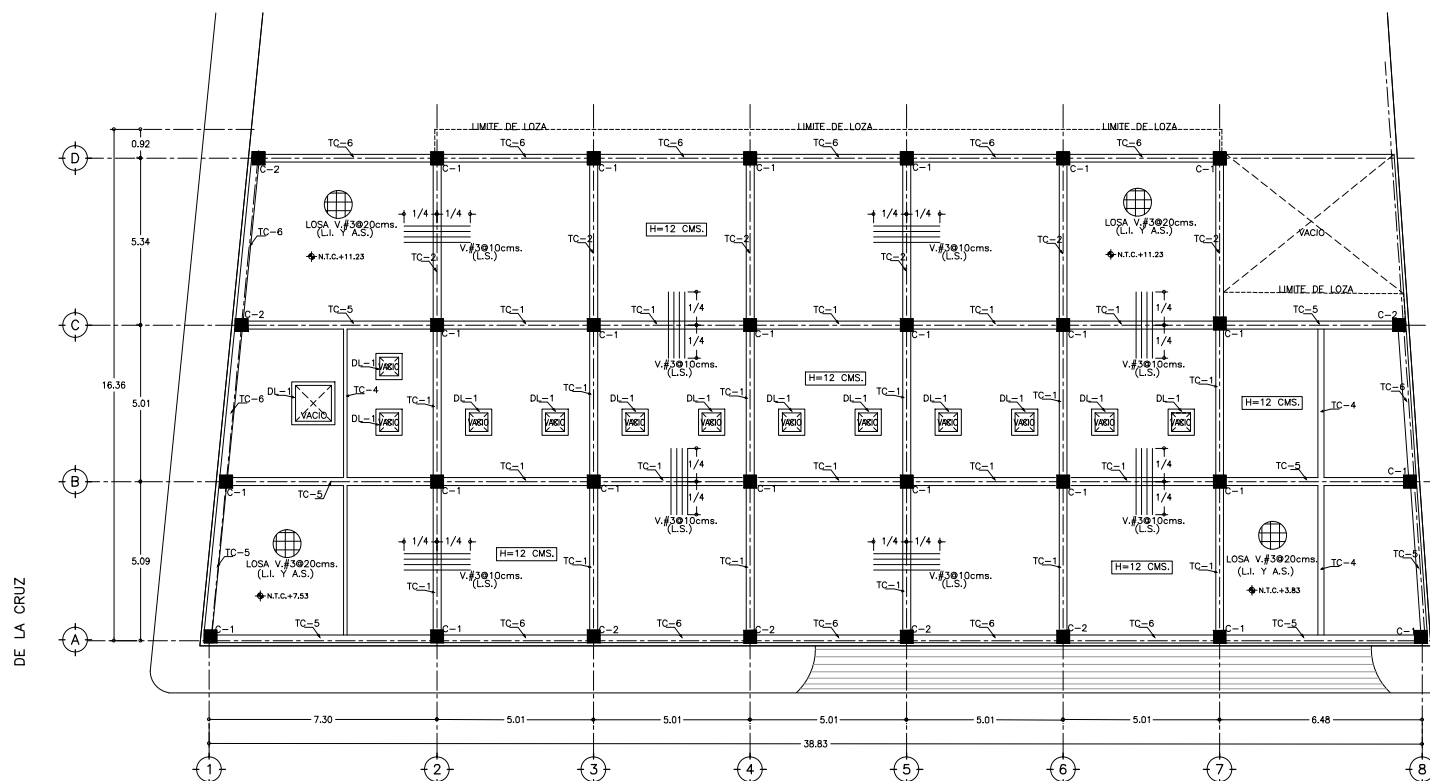 LIMITE DE LOZA
LIMITE DE LOZA
LIMITE DE LOZA
0.92
TC-6
TC-6
TC-6
TC-6
TC-6
TC-6
D
C-2
C-1
C-1
C-1
C-1
C-1
C-1
1/4
1/4
1/4
1/4
LOSA V.#3@20cms.
(L.I. Y A.S.)
H=12 CMS.
LOSA V.#3@20cms.
(L.I. Y A.S.)
TC-6
5.34
V.#3@10cms.
(L.S.)
TC-2
TC-2
V.#3@10cms.
(L.S.)
TC-2
TC-2
VACIO
N.T.C.+11.23
TC-2
TC-2
N.T.C.+11.23
LIMITE DE LOZA
C-2
TC-5
TC-1
TC-1
1/4
TC-1
TC-1
TC-1
1/4
TC-5
C-2
C
C-1
C-1
C-1
C-1
C-1
C-1
1/4
1/4
16.36
DL-1
VACIO
V.#3@10cms.
(L.S.)
H=12 CMS.
V.#3@10cms.
(L.S.)
5.01
TC-6
DL-1
VACIO
TC-4
TC-1
TC-1
TC-1
TC-1
TC-1
TC-6
DL-1
DL-1
DL-1
DL-1
DL-1
DL-1
DL-1
DL-1
DL-1
DL-1
TC-1
H=12 CMS.
TC-4
DL-1
VACIO
VACIO
VACIO
VACIO
VACIO
VACIO
VACIO
VACIO
VACIO
VACIO
VACIO
B
C-1
TC-5
TC-1
TC-1
1/4
TC-1
TC-1
TC-1
1/4
TC-5
C-1
C-1
C-1
C-1
C-1
C-1
C-1
1/4
1/4
V.#3@10cms.
(L.S.)
V.#3@10cms.
(L.S.)
LOSA V.#3@20cms.
(L.I. Y A.S.)
1/4
1/4
H=12 CMS.
1/4
1/4
H=12 CMS.
LOSA V.#3@20cms.
(L.I. Y A.S.)
5.09
TC-5
V.#3@10cms.
(L.S.)
TC-1
TC-1
TC-1
V.#3@10cms.
(L.S.)
TC-1
TC-1
TC-4
TC-5
N.T.C.+7.53
TC-1
N.T.C.+3.83
DE LA CRUZ
A
C-1
TC-5
C-1
TC-6
C-2
TC-6
C-2
TC-6
C-2
TC-6
C-2
TC-6
C-1
TC-5
C-1
7.30
5.01
5.01
5.01
5.01
5.01
6.48
38.83
1
2
3
4
5
6
7
8